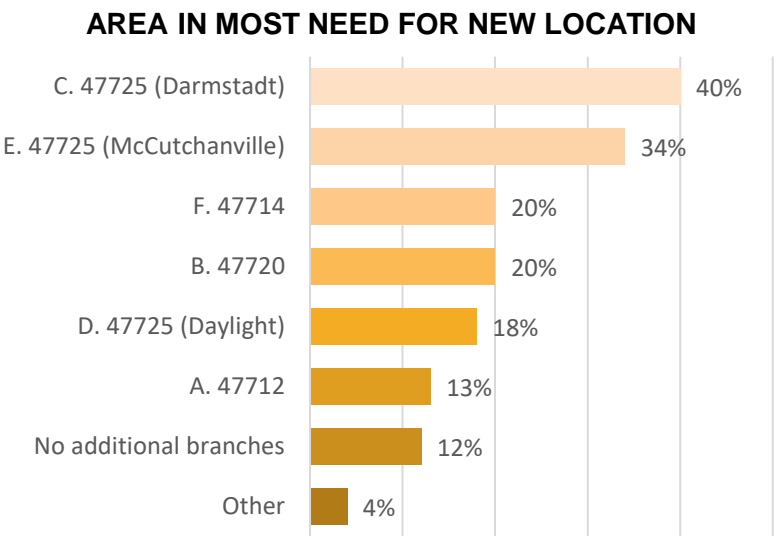 AREA IN MOST NEED FOR NEW LOCATION
C. 47725 (Darmstadt) 40%
E. 47725 (McCutchanville) 34%
F. 47714 20%
B. 47720 20%
D. 47725 (Daylight) 18%
A. 47712 13%
No additional branches 12%
Other 4%